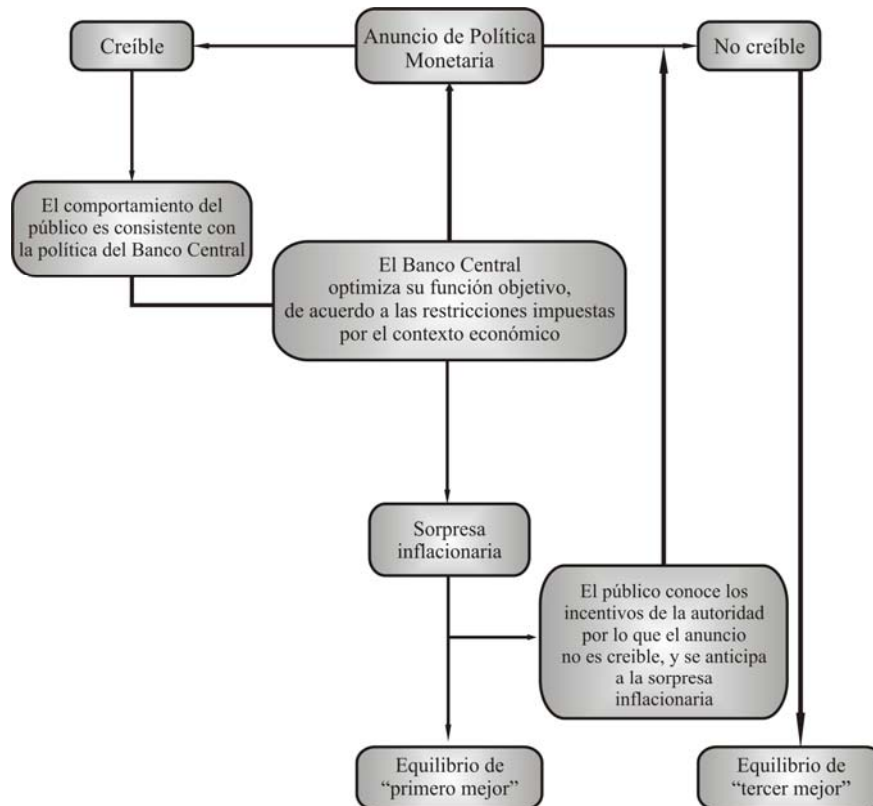 Creíble
Anuncio de Política
Monetaria
No creíble
El comportamiento del
público es consistente con
la política del Banco Central
El Banco Central
optimiza su función objetivo,
de acuerdo a las restricciones impuestas
por el contexto económico
Sorpresa
inflacionaria
El público conoce los
incentivos de la autoridad
por lo que el anuncio
no es creible, y se anticipa
a la sorpresa
inflacionaria
Equilibrio de
“primero mejor”
Equilibrio de
“tercer mejor”